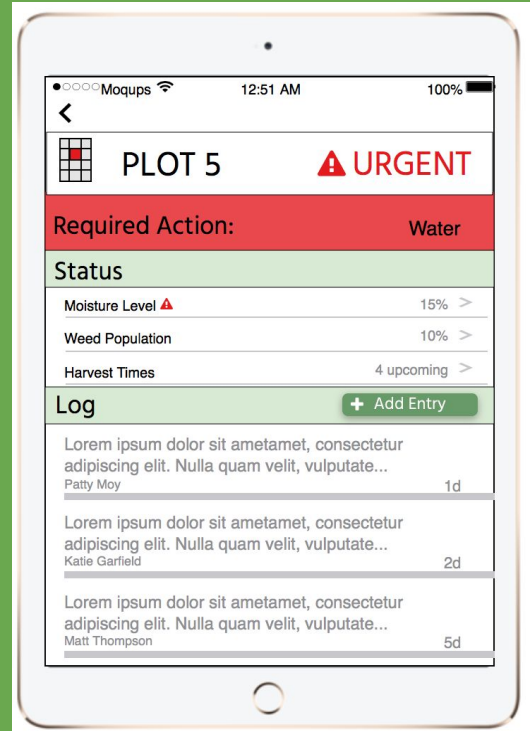 Moqups 12:51 AM 100%
PLOT 5 URGENT
Required Action: Water
Status
Moisture Level 15% >
Weed Population 10% >
Harvest Times 4 upcoming >
Log + Add Entry
Lorem ipsum dolor sit ametamet, consectetur
adipiscing elit. Nulla quam velit, vulputate...
Patty Moy 1d
Lorem ipsum dolor sit ametamet, consectetur
adipiscing elit. Nulla quam velit, vulputate...
Katie Garfield 2d
Lorem ipsum dolor sit ametamet, consectetur
adipiscing elit. Nulla quam velit, vulputate...
Matt Thompson 5d